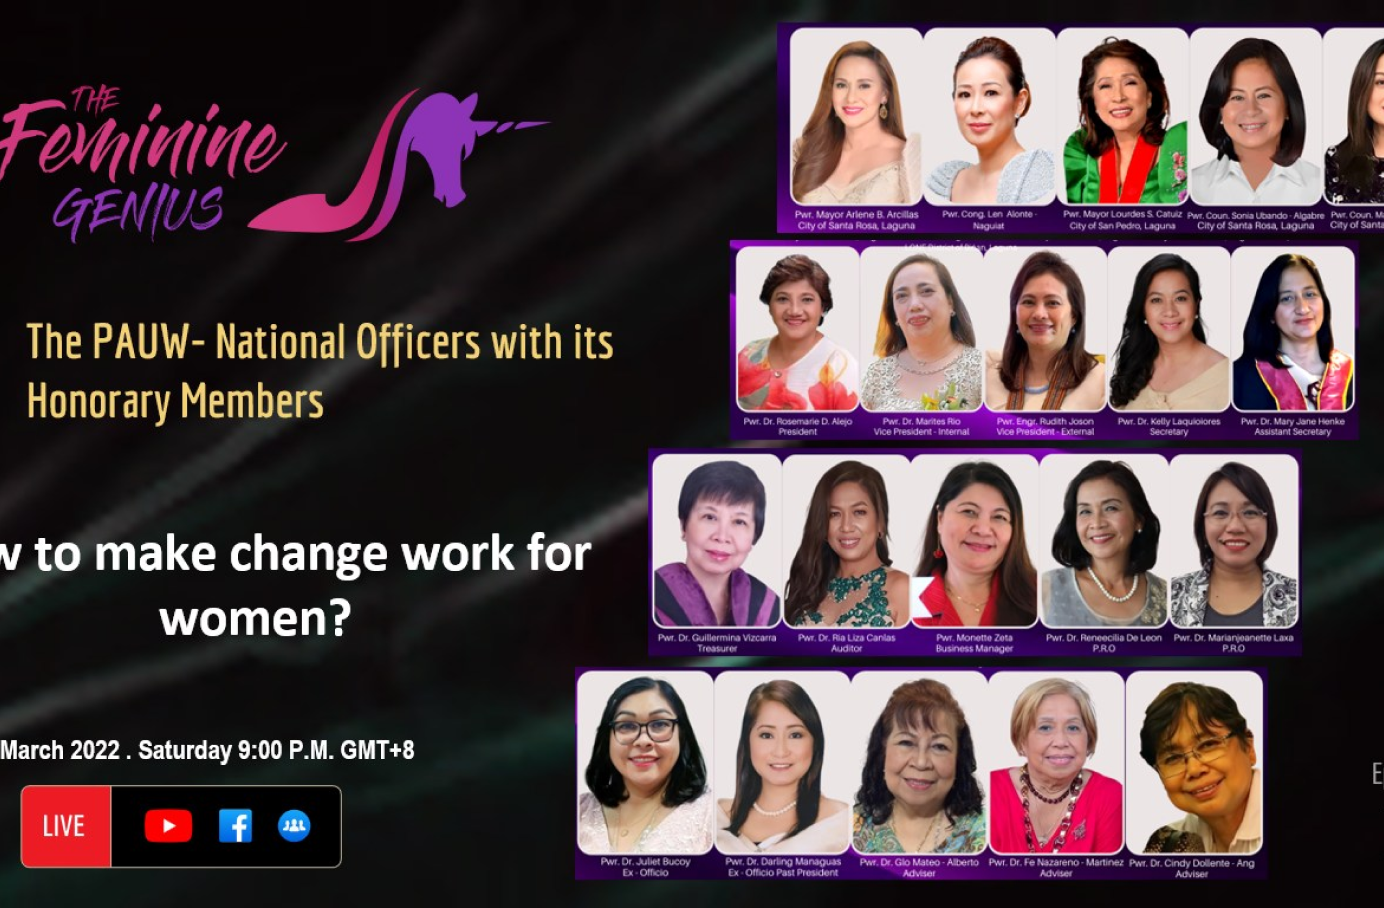 THE
Feminine
GENIUS
The PAUW- National Officers with its
Honorary Members
to make change work for
women?
March 2022 . Saturday 9:00 P.M. GMT+8
LIVE
Pwr. Mayor Arlene B. Arcillas
City of Santa Rosa, Laguna
Pwr. Cong. Len Alonte -
Naguiat
Pwr. Mayor Lourdes S. Catuiz
City of San Pedro, Laguna
Pwr. Coun. Sonia Ubando - Algabre
City of Santa Rosa, Laguna
Pwr. Coun.
City of Santa
Pwr. Dr. Rosemarie D. Alejo
President
Pwr. Dr. Marites Rio
Vice President - Internal
Pwr. Engr. Rudith Joson
Vice President - External
Pwr. Dr. Kelly Laquioiores
Secretary
Pwr. Dr. Mary Jane Henke
Assistant Secretary
Pwr. Dr. Guillermina Vizcarra
Treasurer
Pwr. Dr. Ria Liza Canlas
Auditor
Pwr. Monette Zeta
Business Manager
Pwr. Dr. Reneecilia De Leon
P.R.O
Pwr. Dr. Marianjeanette Laxa
P.R.O
Pwr. Dr. Juliet Bucoy
Ex - Officio
Pwr. Dr. Darling Managuas
Ex - Officio Past President
Pwr. Dr. Glo Mateo - Alberto
Adviser
Pwr. Dr. Fe Nazareno - Martinez
Adviser
Pwr. Dr. Cindy Dollente - Ang
Adviser